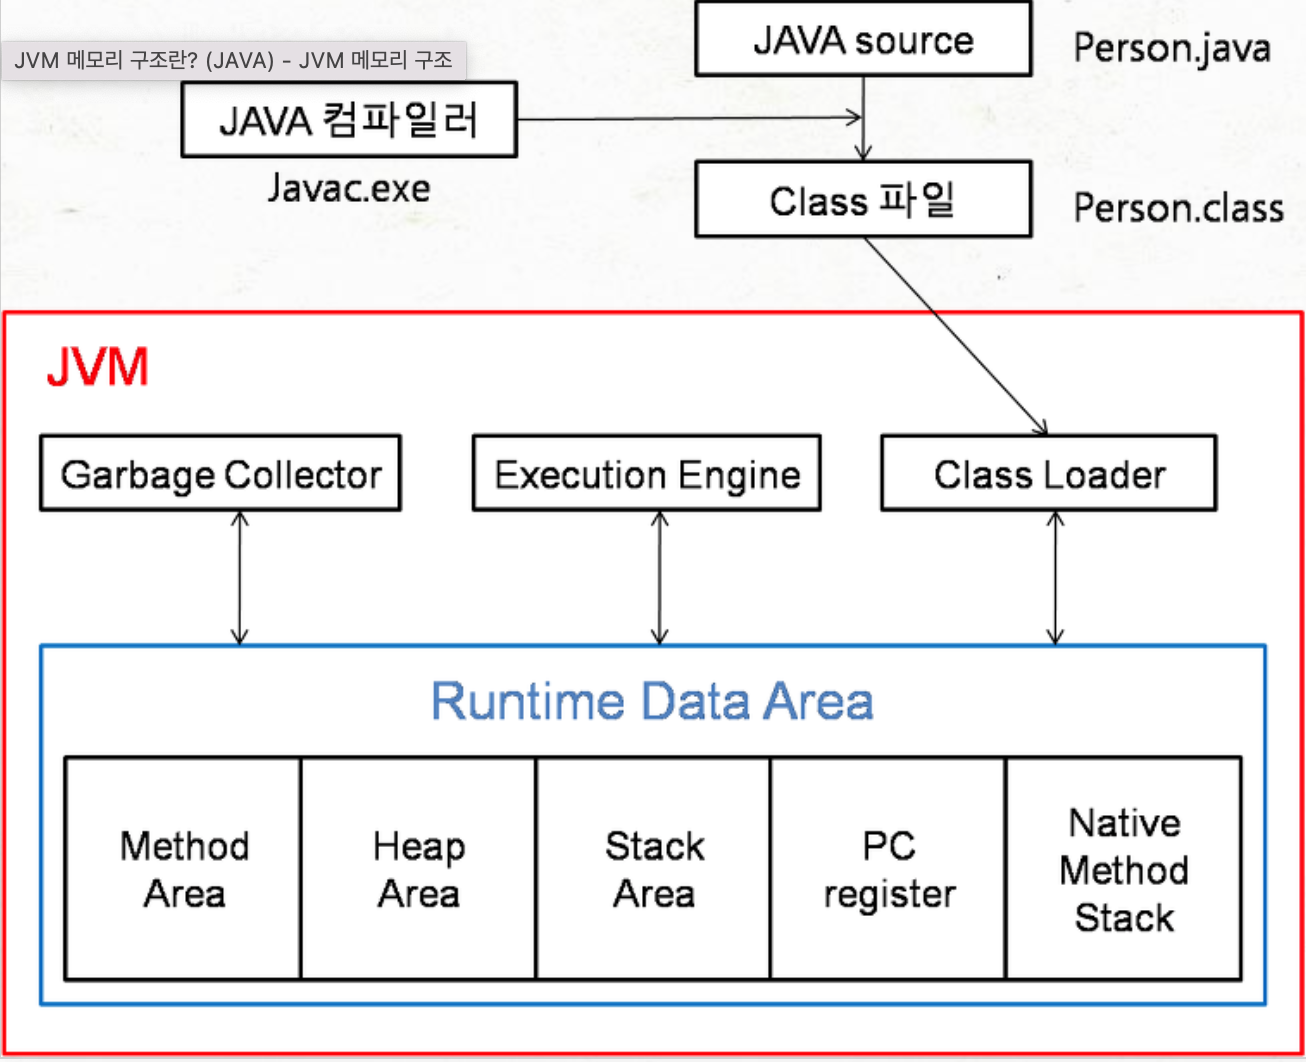 JAVA source
Person.java
JVM 메모리 구조란? (JAVA) - JVM 메모리 구조
JAVA 컴파일러
Javac.exe
Class 파일
Person.class
JVM
Garbage Collector
Execution Engine
Class Loader
Runtime Data Area
Method
Area
Heap
Area
Stack
Area
PC
register
Native
Method
Stack